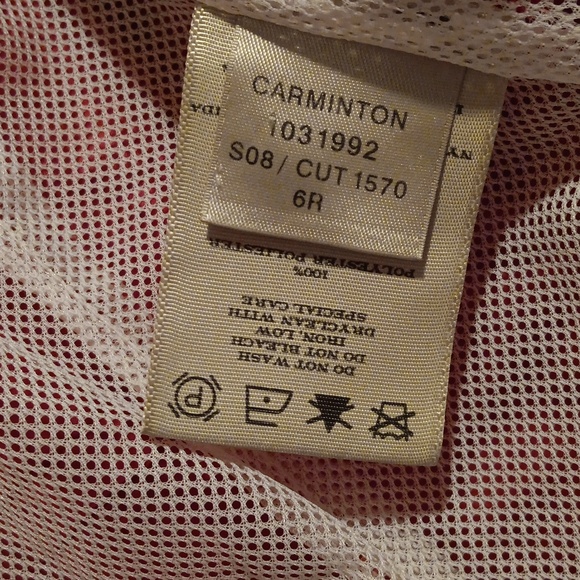 CARMINTON
1031992
S08 / CUT 1570
6R
DO NOT WASH
DO NOT BLEACH
IRON, LOW
DRYCLEAN WITH
SPECIAL CARE
100%
POLYESTER POLIESTER
P